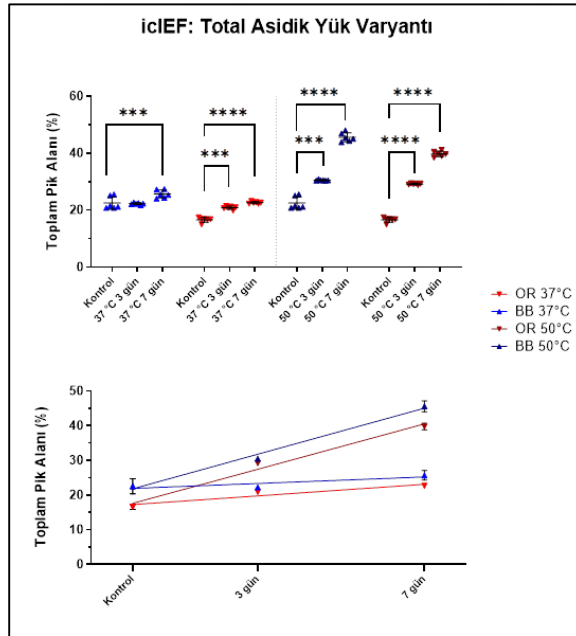 icIEF: Total Asidik Yük Varyantı
Toplam Pik Alanı (%)
60
40
20
0
*** **** **** ****
*** *** ****
Kontrol
37 °C 3 gün
37 °C 7 gün
Kontrol
37 °C 3 gün
37 °C 7 gün
Kontrol
50 °C 3 gün
50 °C 7 gün
Kontrol
50 °C 3 gün
50 °C 7 gün
OR 37°C
BB 37°C
OR 50°C
BB 50°C
Toplam Pik Alanı (%)
50
40
30
20
10
0
Kontrol
3 gün
7 gün